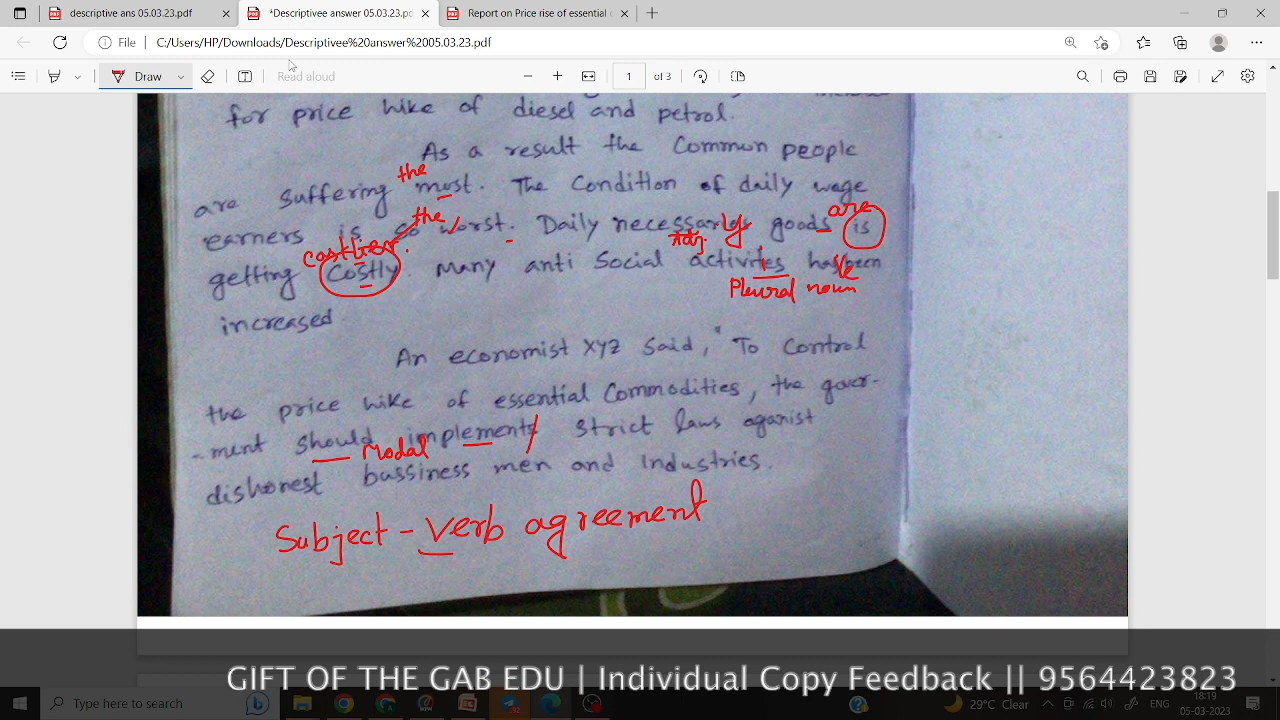 descriptive ans 05.03.23.pdf
*Descriptivee answer 05.03.23.pd
Report on Price rise of essential c
File
C:/Users/HP/Downloads/Descriptivee%20answer%2005.03.23.pdf
Draw
Read aloud
1 of 3
for price hike of diesel and petrol.
As a result the Common people
the
are suffering most. The Condition of daily wage
the
are
earners is so worst. Daily necessaries goods is
costlier.
y
getting Costly. Many anti Social activites has been
Plural noun
increased
An economist XYZ Said, "To Control
the price hike of essential Commodities, the gover-
-ment should implements strict laws aganist
Modal
dishonest bussiness men and industries.
Subject - Verb agreement
GIFT OF THE GAB EDU | Individual Copy Feedback || 9564423823
Type here to search
29°C Clear
ENG
18:19
05-03-2023